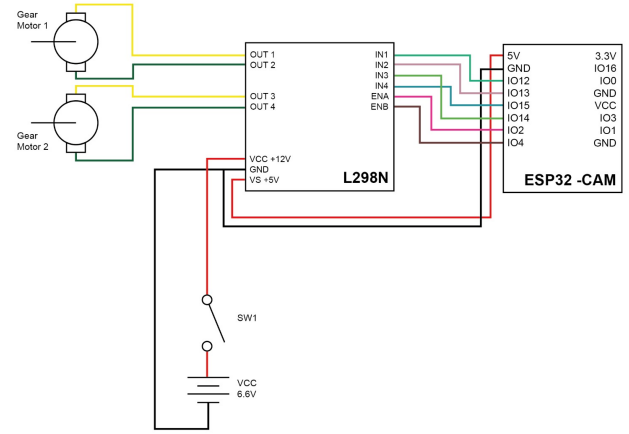 Gear
Motor 1
Gear
Motor 2
OUT 1
OUT 2
OUT 3
OUT 4
VCC +12V
GND
VS +5V
IN1
IN2
IN3
IN4
ENA
ENB
L298N
5V
GND
IO12
IO13
IO15
IO14
IO2
IO4
3.3V
IO16
IO0
GND
VCC
IO3
IO1
GND
ESP32 -CAM
SW1
VCC
6.6V